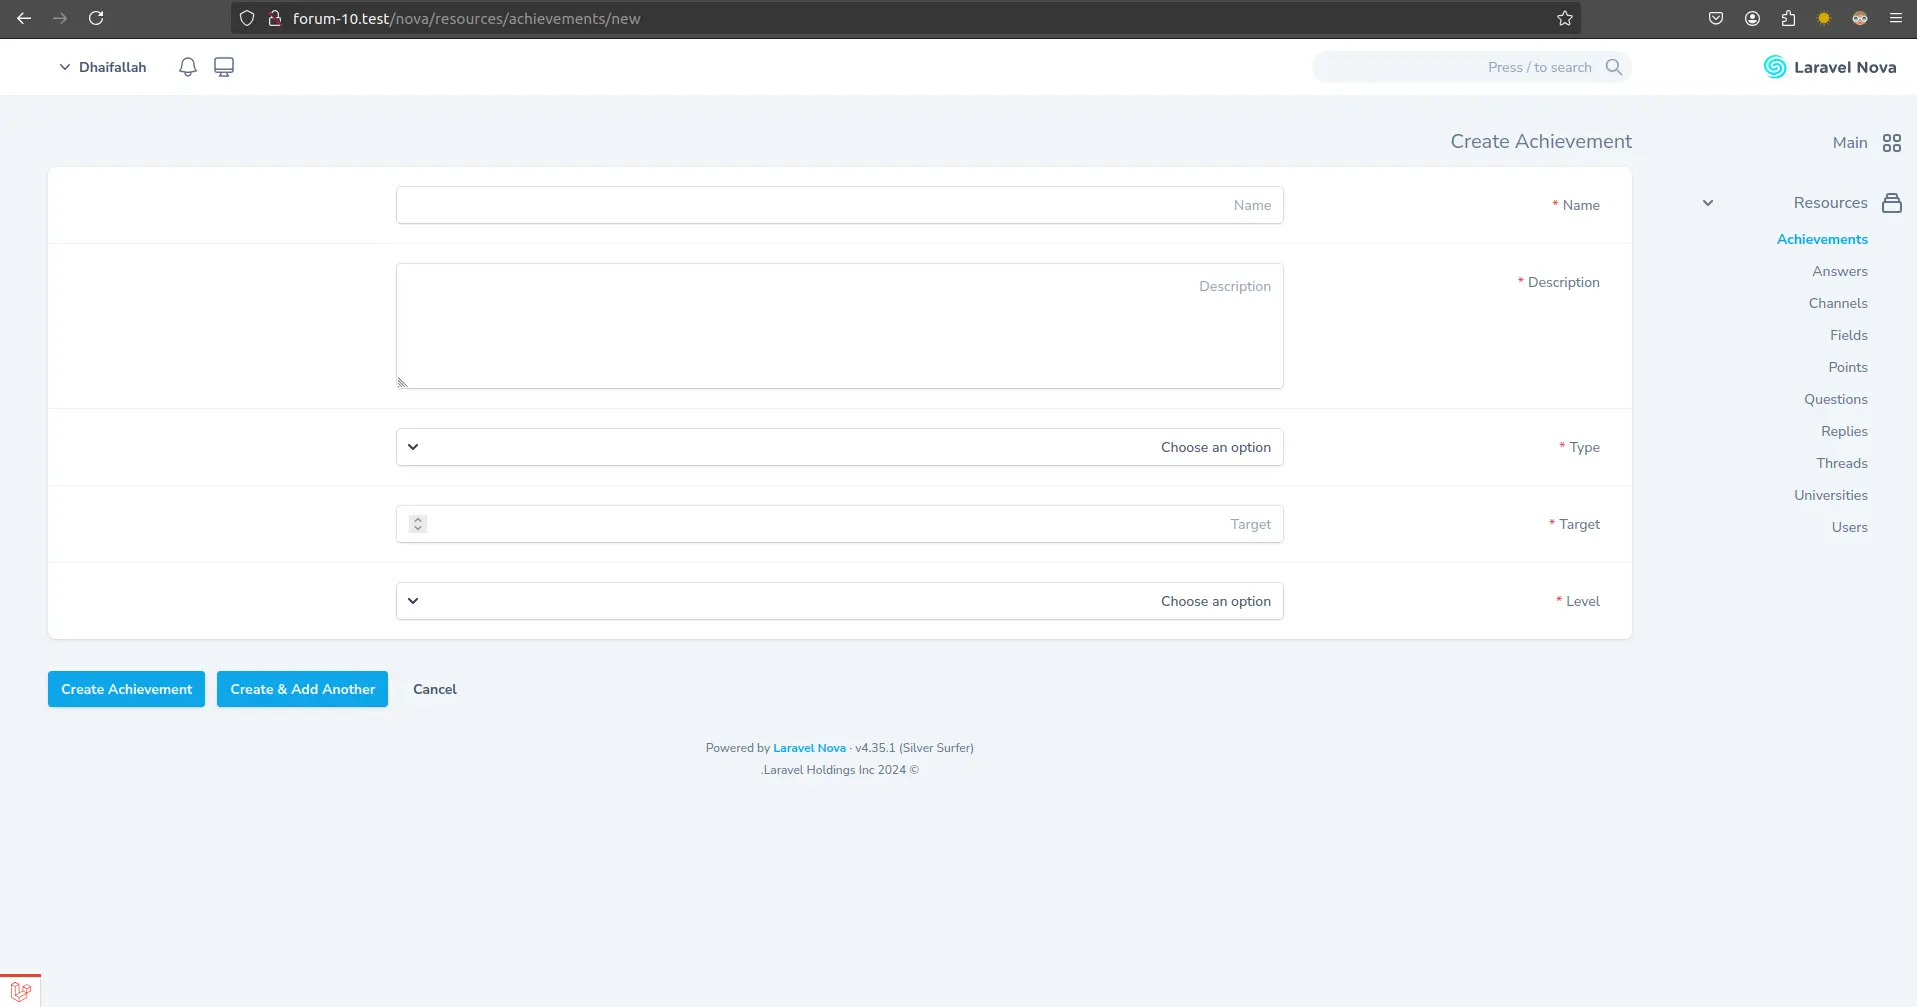 forum-10.test/nova/resources/achievements/new
Dhaifallah
Press / to search
Laravel Nova
Main
Resources
Achievements
Answers
Channels
Fields
Points
Questions
Replies
Threads
Universities
Users
Create Achievement
* Name
Name
* Description
Description
* Type
Choose an option
* Target
Target
* Level
Choose an option
Create Achievement
Create & Add Another
Cancel
Powered by Laravel Nova · v4.35.1 (Silver Surfer)
.Laravel Holdings Inc 2024 ©